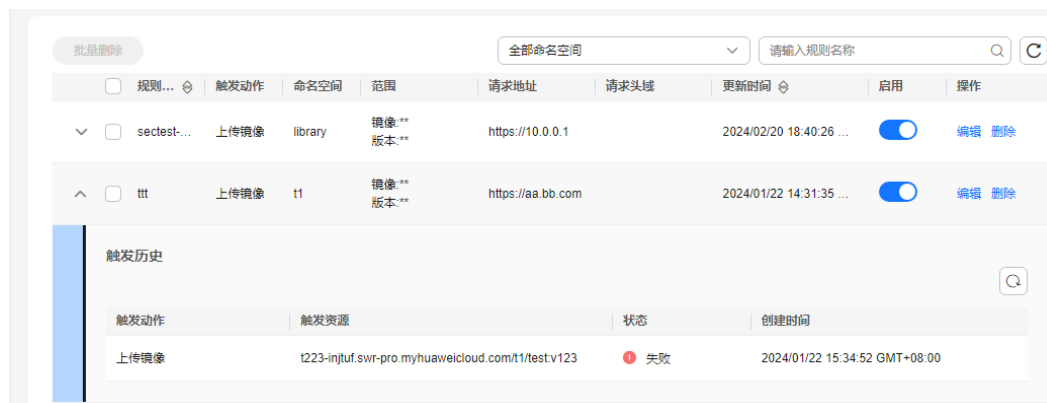 批量删除 全部命名空间 请输入规则名称
规则... 触发动作 命名空间 范围 请求地址 请求头域 更新时间 启用 操作
sectest-... 上传镜像 library 镜像:** 版本:** https://10.0.0.1 2024/02/20 18:40:26 ... 编辑 删除
ttt 上传镜像 t1 镜像:** 版本:** https://aa.bb.com 2024/01/22 14:31:35 ... 编辑 删除
触发历史
触发动作 触发资源 状态 创建时间
上传镜像 t223-injtuf.swr-pro.myhuaweicloud.com/t1/test:v123 失败 2024/01/22 15:34:52 GMT+08:00